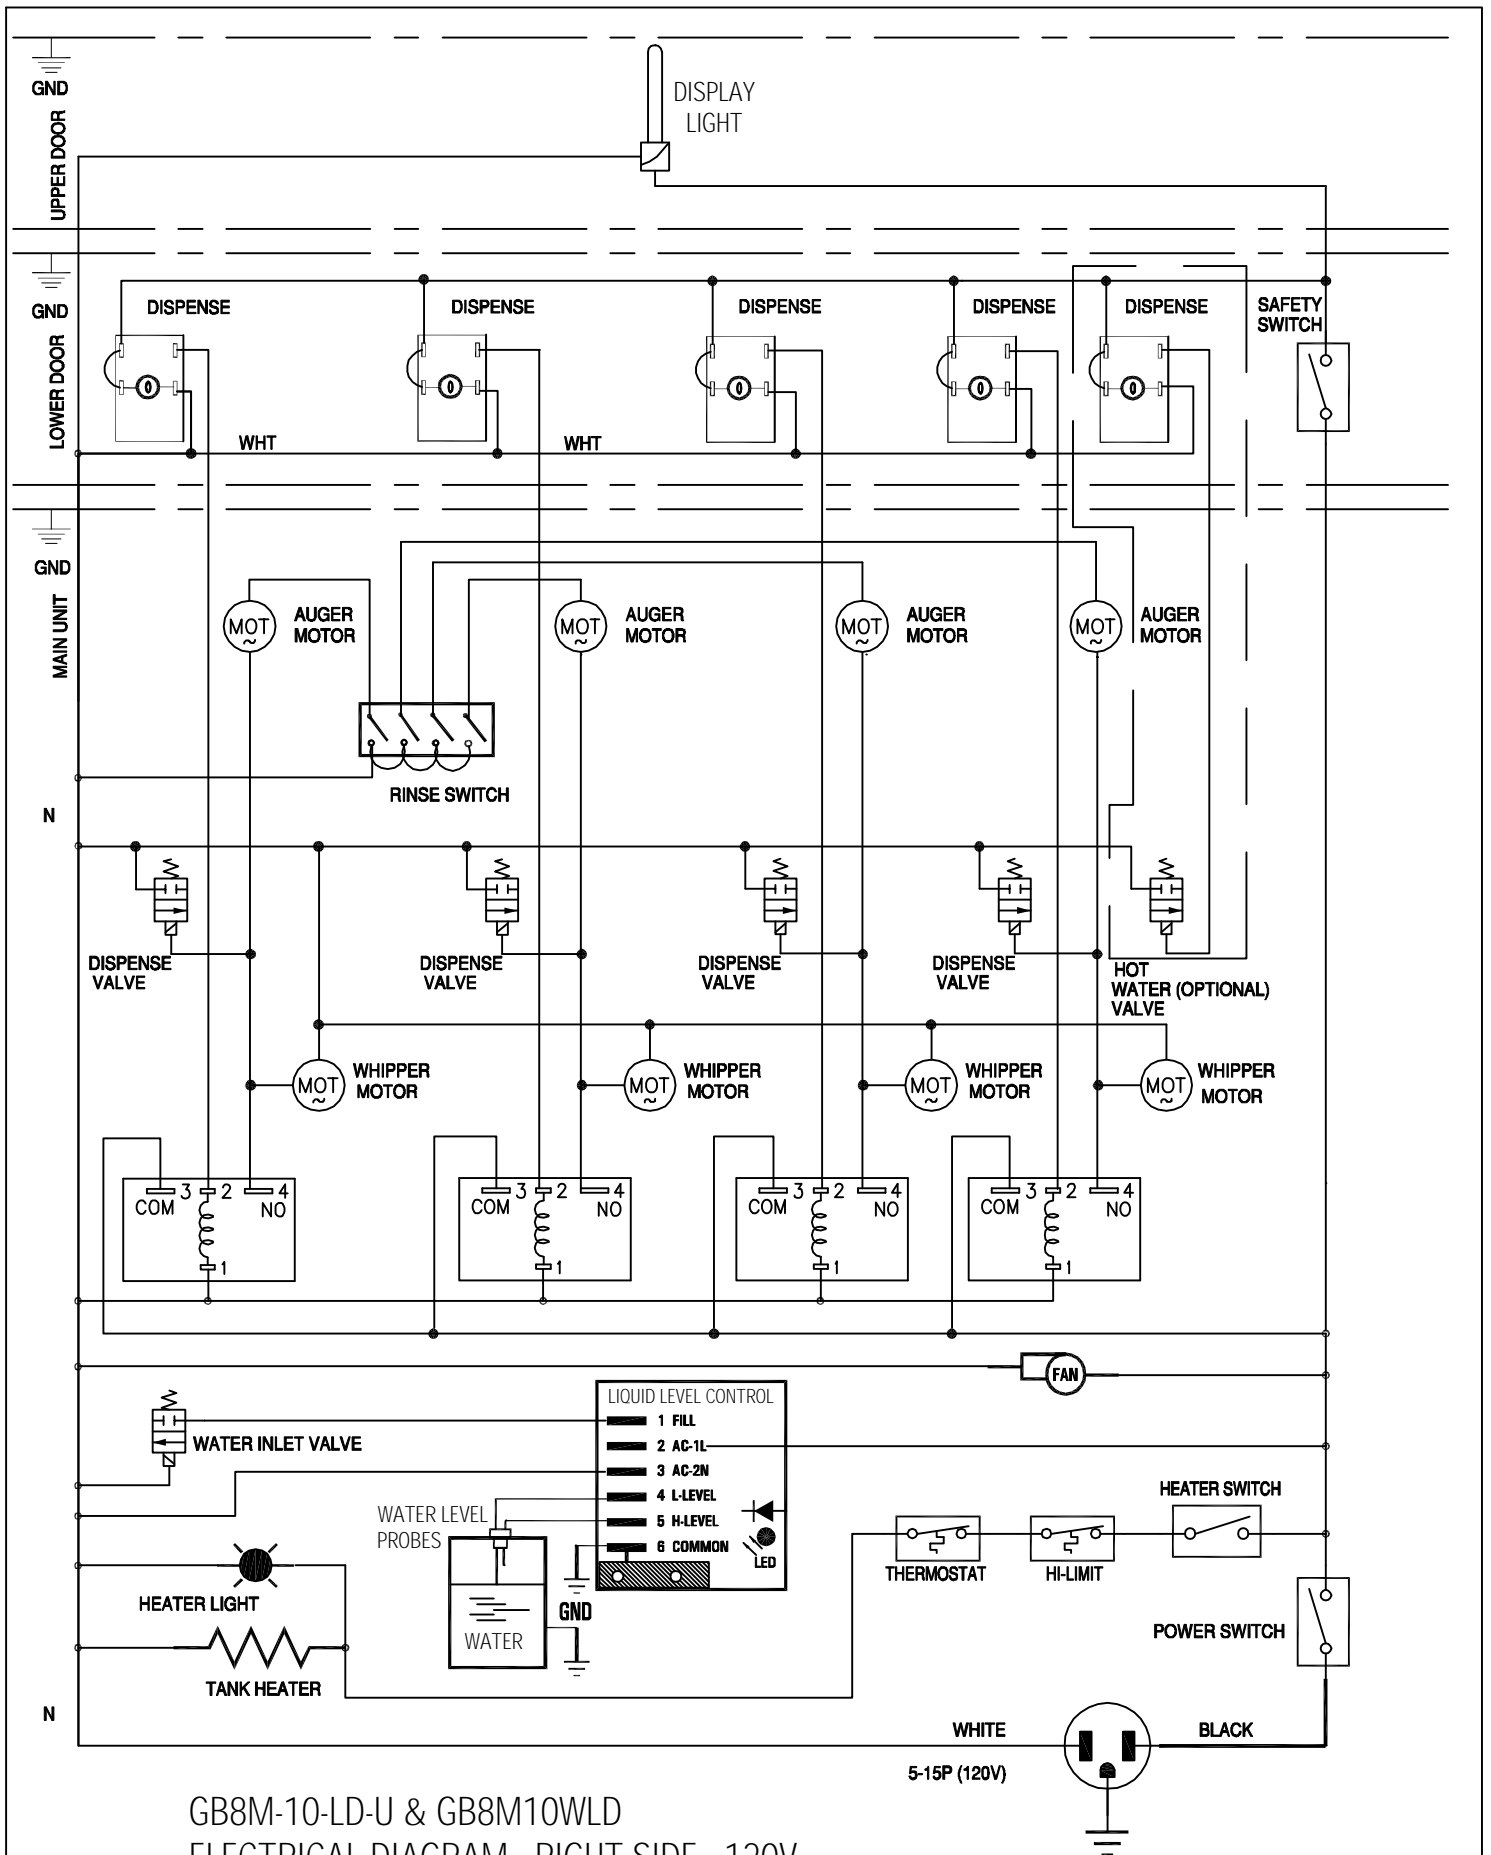 DISPLAY
LIGHT
GND
UPPER DOOR
GND
LOWER DOOR
DISPENSE
DISPENSE
DISPENSE
DISPENSE
DISPENSE
SAFETY
SWITCH
WHT
WHT
GND
MAIN UNIT
MOT
~
AUGER
MOTOR
MOT
~
AUGER
MOTOR
MOT
~
AUGER
MOTOR
MOT
~
AUGER
MOTOR
RINSE SWITCH
N
DISPENSE
VALVE
DISPENSE
VALVE
DISPENSE
VALVE
DISPENSE
VALVE
HOT
WATER (OPTIONAL)
VALVE
MOT
~
WHIPPER
MOTOR
MOT
~
WHIPPER
MOTOR
MOT
~
WHIPPER
MOTOR
MOT
~
WHIPPER
MOTOR
3 2 4
COM NO
1
3 2 4
COM NO
1
3 2 4
COM NO
1
3 2 4
COM NO
1
FAN
LIQUID LEVEL CONTROL
1 FILL
2 AC-1L
3 AC-2N
4 L-LEVEL
5 H-LEVEL
6 COMMON
LED
WATER INLET VALVE
WATER LEVEL
PROBES
GND
WATER
HEATER SWITCH
THERMOSTAT
HI-LIMIT
HEATER LIGHT
TANK HEATER
POWER SWITCH
N
WHITE
BLACK
5-15P (120V)
GB8M-10-LD-U & GB8M10WLD
ELECTRICAL DIAGRAM - RIGHT SIDE - 120V